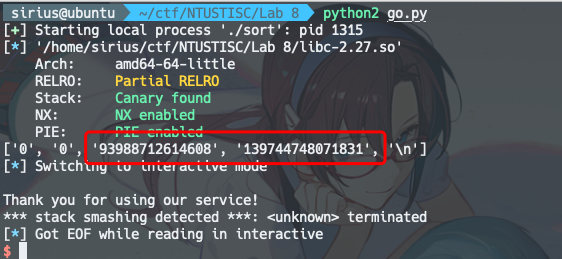 sirius@ubuntu ~/ctf/NTUSTISC/Lab 8/ python2 go.py
[+] Starting local process './sort': pid 1315
[*] '/home/sirius/ctf/NTUSTISC/Lab 8/libc-2.27.so'
Arch: amd64-64-little
RELRO: Partial RELRO
Stack: Canary found
NX: NX enabled
PIE: PIE enabled
['0', '0', '93988712614608', '139744748071831', '\n']
[*] Switching to interactive mode
Thank you for using our service!
*** stack smashing detected ***: <unknown> terminated
[*] Got EOF while reading in interactive
$